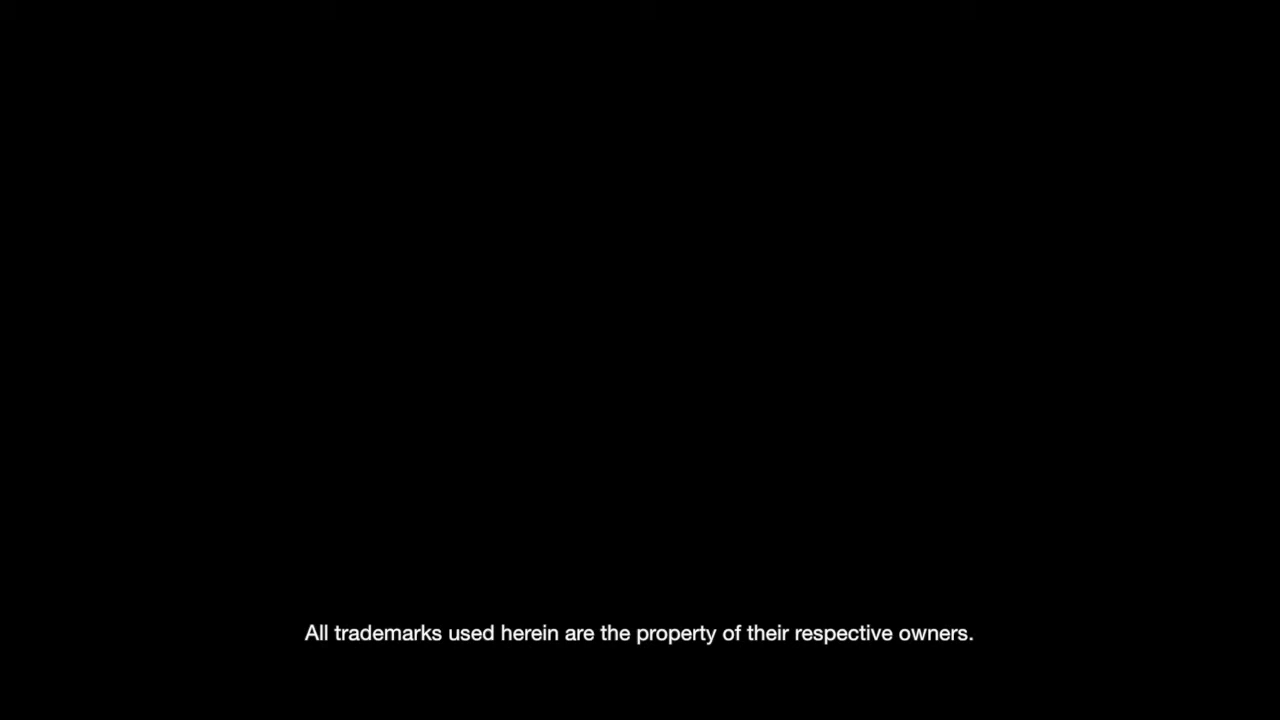 All trademarks used herein are the property of their respective owners.